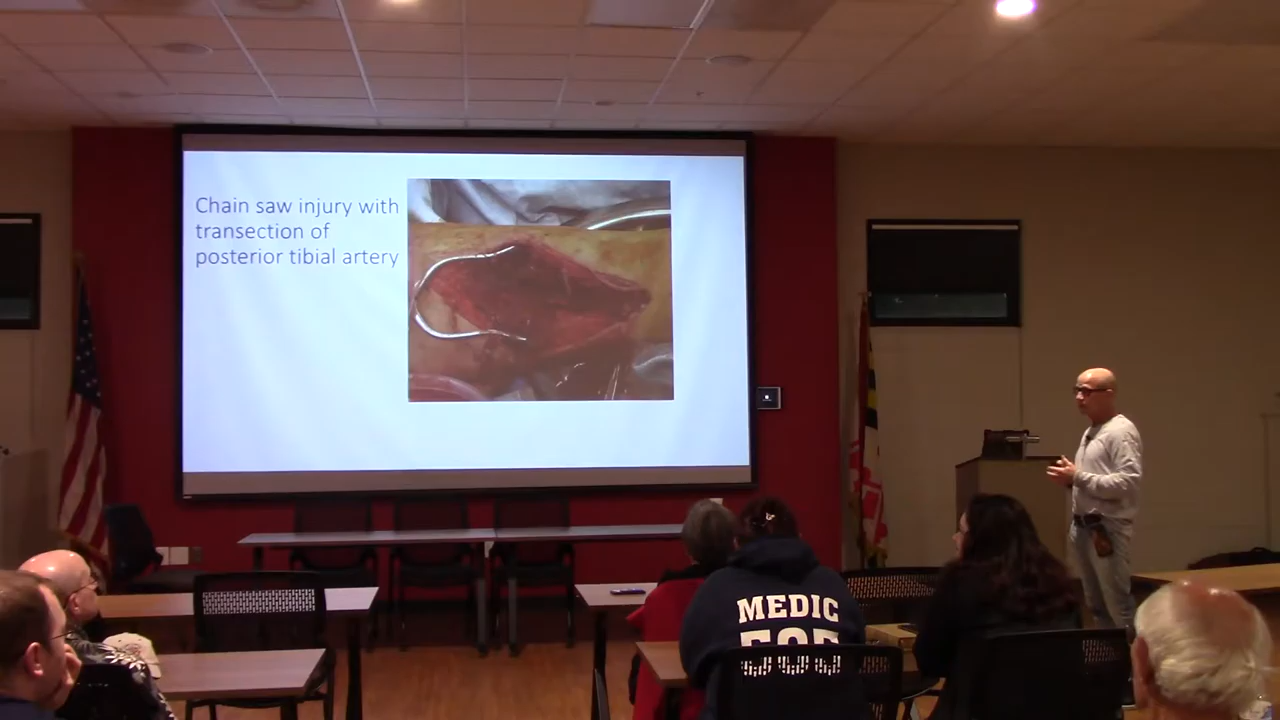 Chain saw injury with
transection of
posterior tibial artery
MEDIC